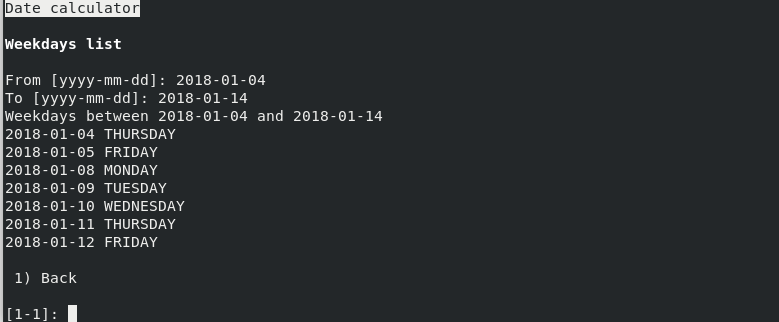 Date calculator
Weekdays list
From [yyyy-mm-dd]: 2018-01-04
To [yyyy-mm-dd]: 2018-01-14
Weekdays between 2018-01-04 and 2018-01-14
2018-01-04 THURSDAY
2018-01-05 FRIDAY
2018-01-08 MONDAY
2018-01-09 TUESDAY
2018-01-10 WEDNESDAY
2018-01-11 THURSDAY
2018-01-12 FRIDAY
1) Back
[1-1]: